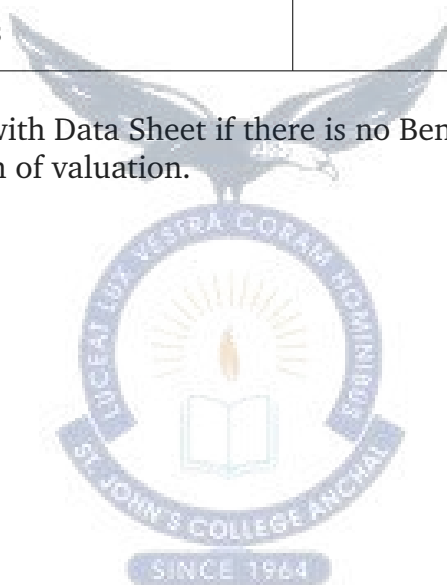 with Data Sheet if there is no Ben
n of valuation.
LUCEAT LUX VESTRA CORAM HOMINIBUS
ST. JOHN'S COLLEGE ANCHAL
SINCE 1964